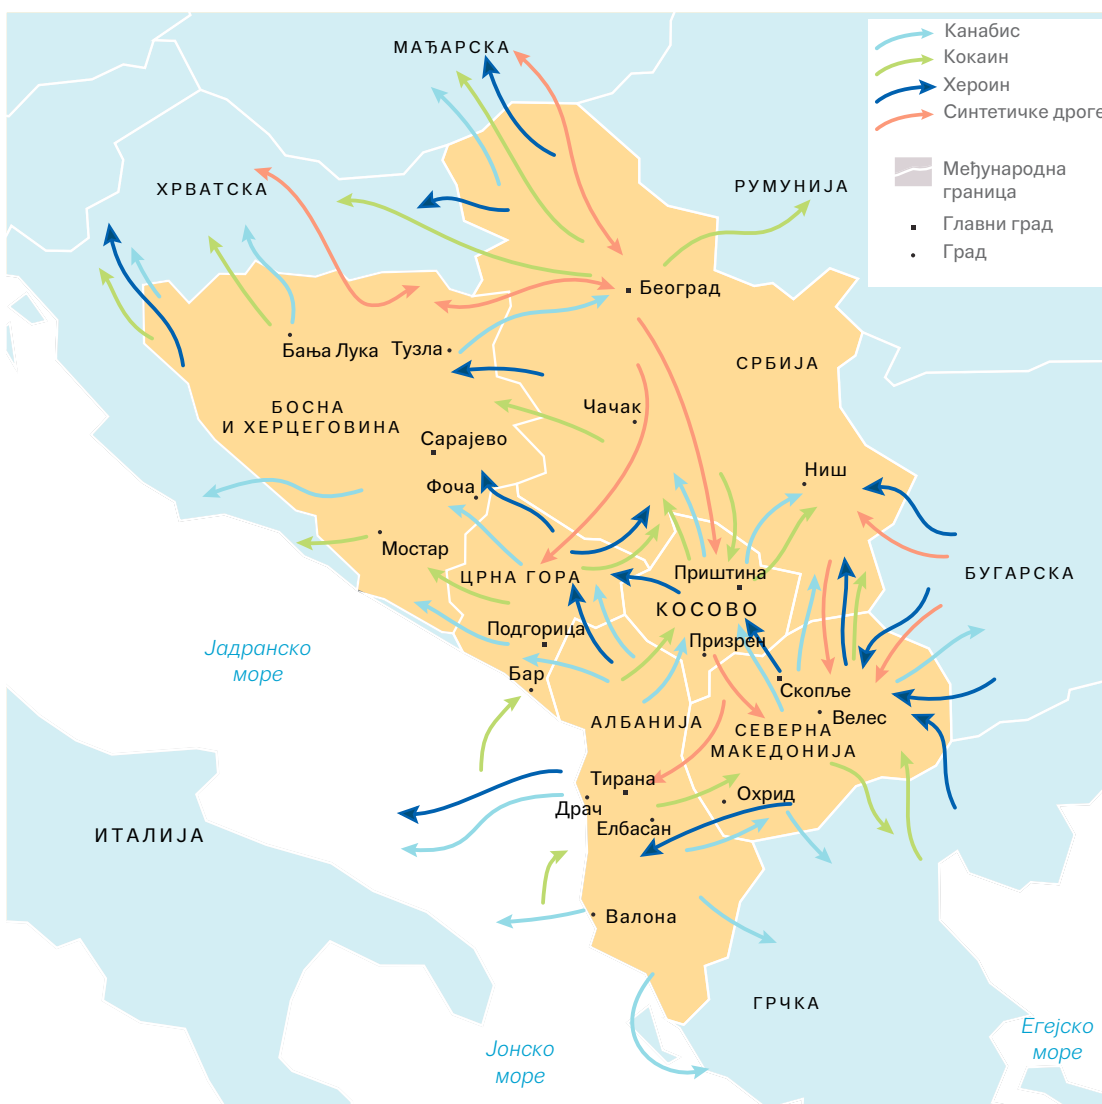 МАЂАРСКА
Канабис
Кокаин
Хероин
Синтетичке дроге
Међународна
граница
Главни град
Град
ХРВАТСКА
РУМУНИЈА
Београд
Бања Лука
Тузла
СРБИЈА
БОСНА
И ХЕРЦЕГОВИНА
Чачак
Сарајево
Ниш
Фоча
Мостар
ЦРНА ГОРА
Приштина
БУГАРСКА
КОСОВО
Подгорица
Призрен
Јадранско
море
Бар
Скопље
Велес
АЛБАНИЈА
СЕВЕРНА
МАКЕДОНИЈА
Тирана
Охрид
Драч
Елбасан
ИТАЛИЈА
Валона
ГРЧКА
Јонско
море
Егејско
море